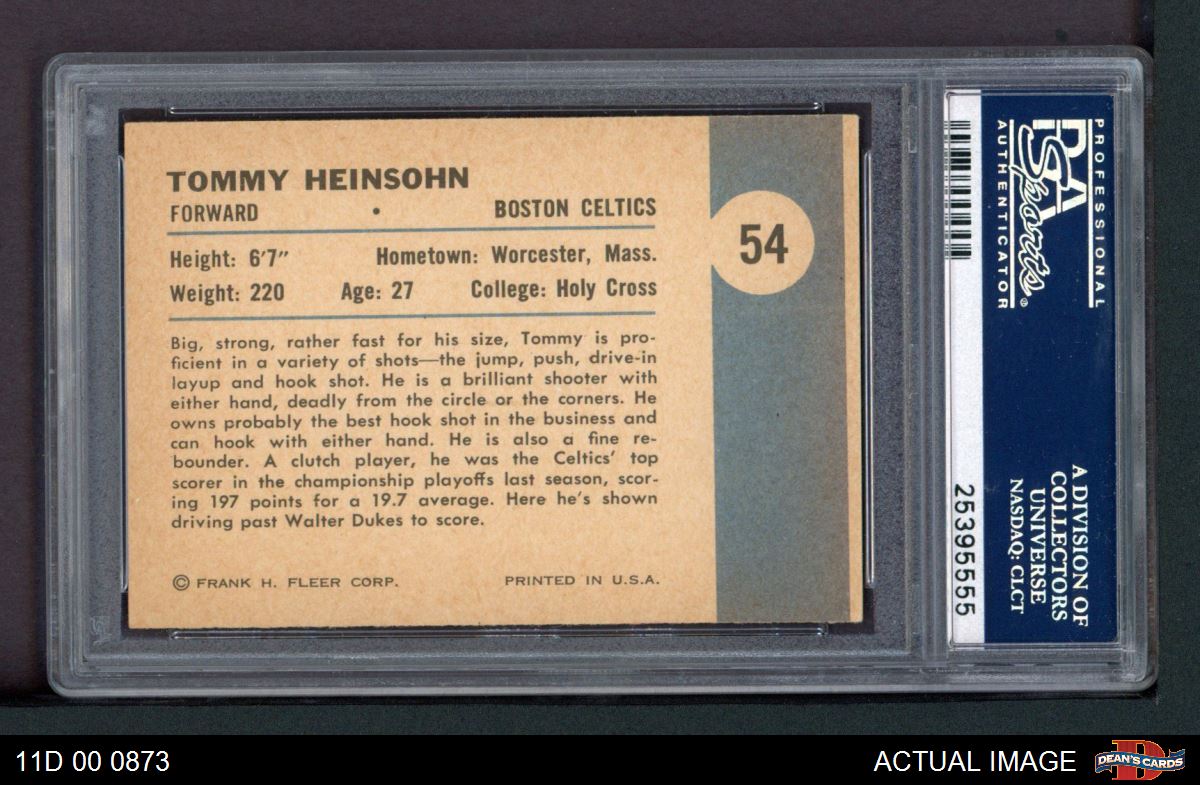 TOMMY HEINSOHN
FORWARD • BOSTON CELTICS
Height: 6'7" Hometown: Worcester, Mass.
Weight: 220 Age: 27 College: Holy Cross
54
Big, strong, rather fast for his size, Tommy is pro-
ficient in a variety of shots—the jump, push, drive-in
layup and hook shot. He is a brilliant shooter with
either hand, deadly from the circle or the corners. He
owns probably the best hook shot in the business and
can hook with either hand. He is also a fine re-
bounder. A clutch player, he was the Celtics' top
scorer in the championship playoffs last season, scor-
ing 197 points for a 19.7 average. Here he's shown
driving past Walter Dukes to score.
© FRANK H. FLEER CORP. PRINTED IN U.S.A.
PROFESSIONAL
PSA
Sports®
AUTHENTICATOR
A DIVISION OF
COLLECTORS
UNIVERSE
NASDAQ: CLCT
25395555
11D 00 0873
ACTUAL IMAGE
D
DEAN'S CARDS